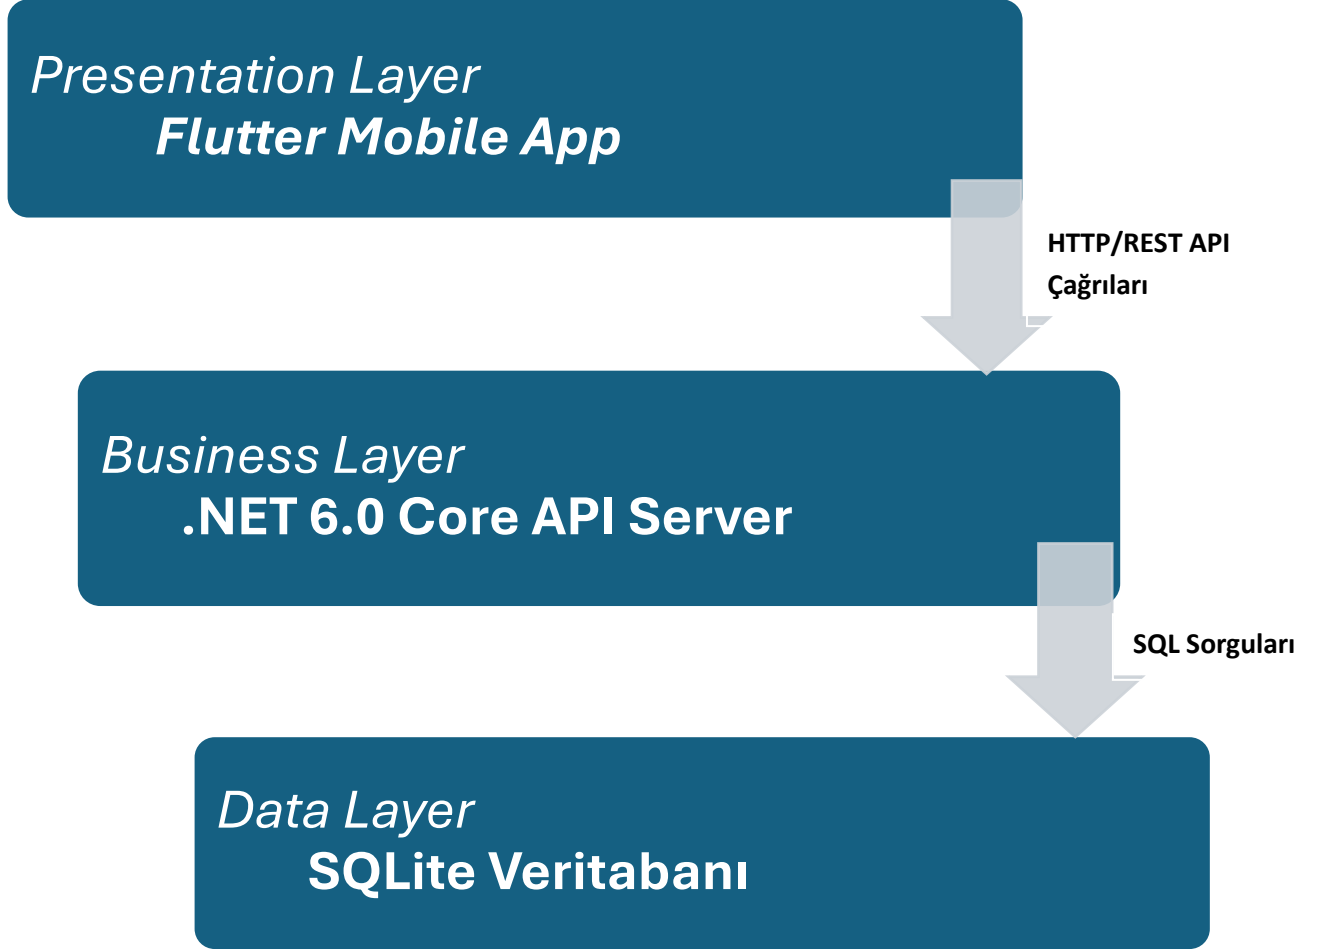 Presentation Layer
Flutter Mobile App
HTTP/REST API
Çağrıları
Business Layer
.NET 6.0 Core API Server
SQL Sorguları
Data Layer
SQLite Veritabanı